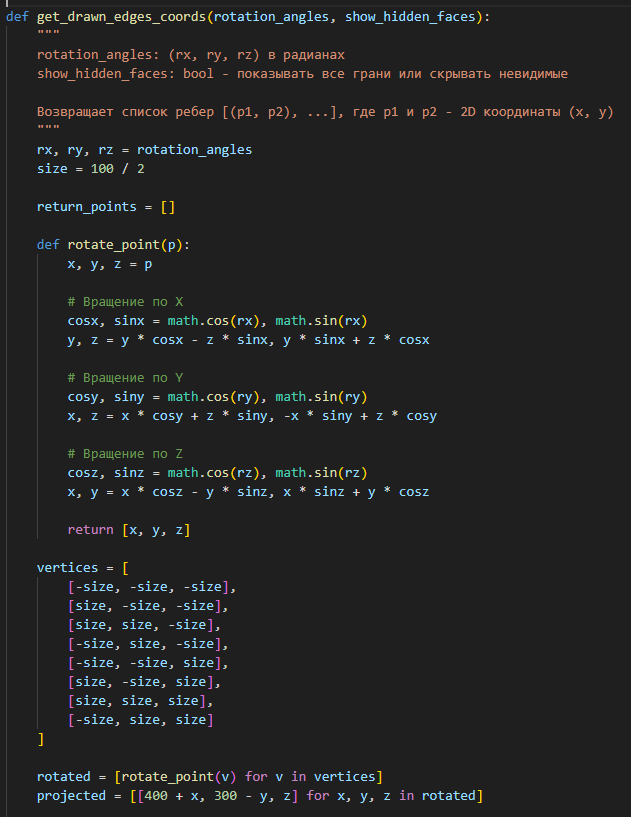 def get_drawn_edges_coords(rotation_angles, show_hidden_faces):
    """
    rotation_angles: (rx, ry, rz) в радианах
    show_hidden_faces: bool - показывать все грани или скрывать невидимые

    Возвращает список ребер [(p1, p2), ...], где p1 и p2 - 2D координаты (x, y)
    """
    rx, ry, rz = rotation_angles
    size = 100 / 2

    return_points = []

    def rotate_point(p):
        x, y, z = p

        # Вращение по X
        cosx, sinx = math.cos(rx), math.sin(rx)
        y, z = y * cosx - z * sinx, y * sinx + z * cosx

        # Вращение по Y
        cosy, siny = math.cos(ry), math.sin(ry)
        x, z = x * cosy + z * siny, -x * siny + z * cosy

        # Вращение по Z
        cosz, sinz = math.cos(rz), math.sin(rz)
        x, y = x * cosz - y * sinz, x * sinz + y * cosz

        return [x, y, z]

    vertices = [
        [-size, -size, -size],
        [size, -size, -size],
        [size, size, -size],
        [-size, size, -size],
        [-size, -size, size],
        [size, -size, size],
        [size, size, size],
        [-size, size, size]
    ]

    rotated = [rotate_point(v) for v in vertices]
    projected = [[400 + x, 300 - y, z] for x, y, z in rotated]